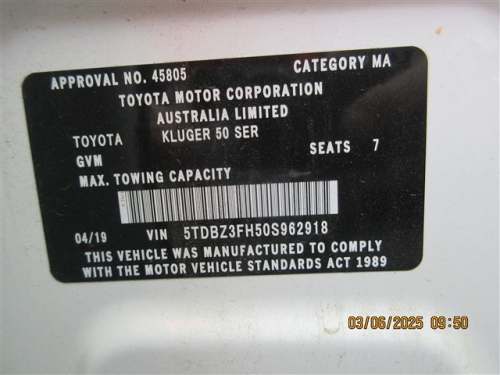 APPROVAL NO. 45805 CATEGORY MA
TOYOTA MOTOR CORPORATION
AUSTRALIA LIMITED
TOYOTA KLUGER 50 SER
GVM SEATS 7
MAX. TOWING CAPACITY
04/19 VIN 5TDBZ3FH50S962918
THIS VEHICLE WAS MANUFACTURED TO COMPLY
WITH THE MOTOR VEHICLE STANDARDS ACT 1989
03/06/2025 09:50